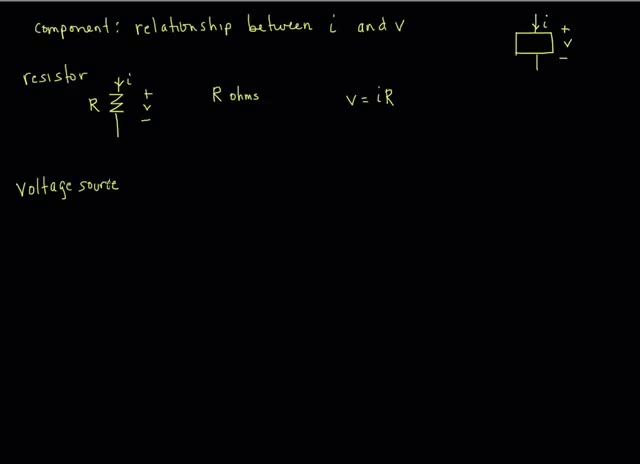 component: relationship between i and v
i
+
v
−
resistor
i
R
+
v
−
R ohms
v = iR
voltage source